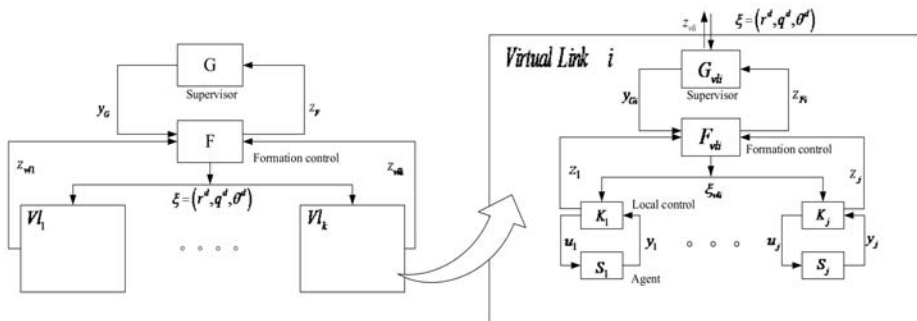 G
Supervisor
y_G
z_F
F
Formation control
z_vl1
z_vlk
ξ=(r^d, q^d, θ^d)
Vl_1
Vl_k
z_vli
ξ=(r^d, q^d, θ^d)
Virtual Link i
G_vli
Supervisor
y_Gi
z_Fi
F_vli
Formation control
z_1
z_j
ξ_vli
K_1
Local control
K_j
u_1
y_1
u_j
y_j
S_1
Agent
S_j